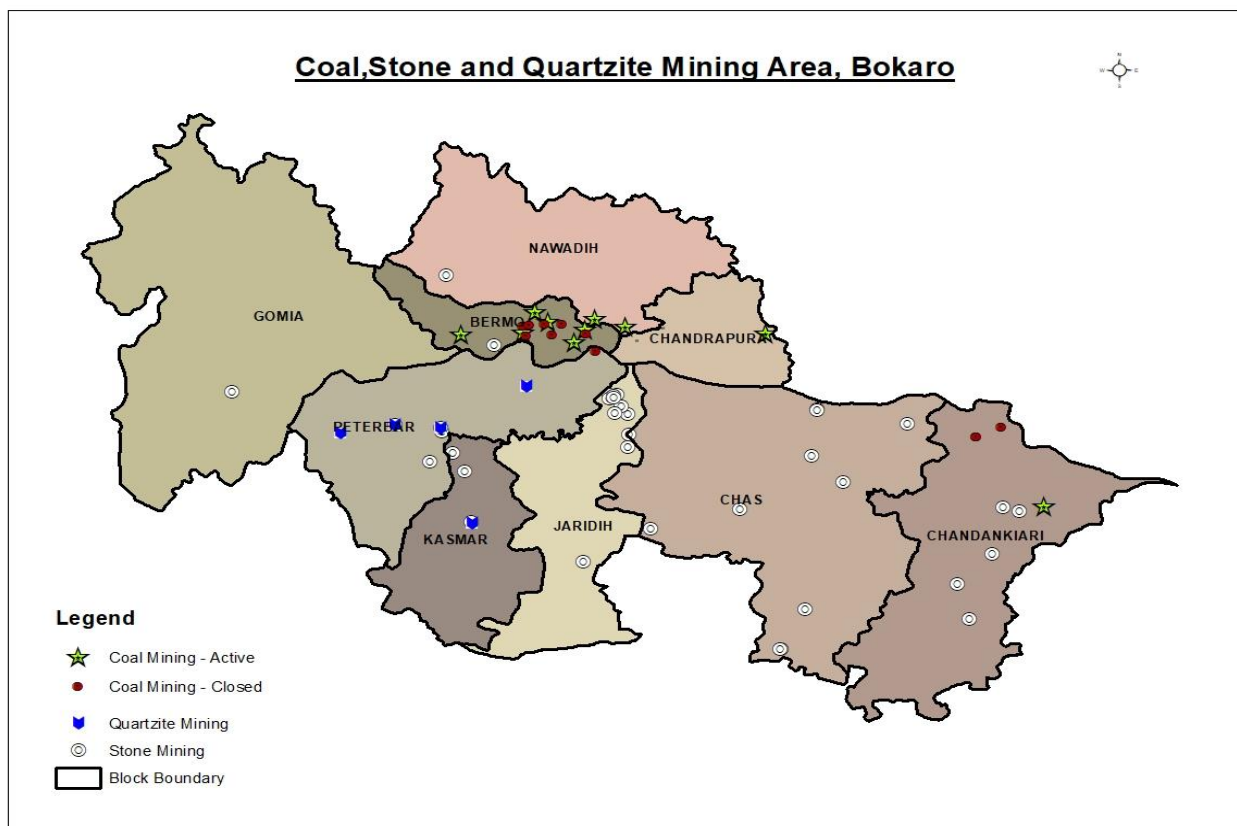 Coal,Stone and Quartzite Mining Area, Bokaro
N
W E
S
NAWADIH
GOMIA
BERMO
CHANDRAPURA
PETERBAR
CHAS
KASMAR
JARIDIH
CHANDANKIARI
Legend
Coal Mining - Active
Coal Mining - Closed
Quartzite Mining
Stone Mining
Block Boundary